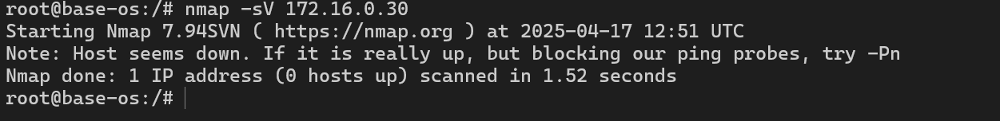 root@base-os:/# nmap -sV 172.16.0.30
Starting Nmap 7.94SVN ( https://nmap.org ) at 2025-04-17 12:51 UTC
Note: Host seems down. If it is really up, but blocking our ping probes, try -Pn
Nmap done: 1 IP address (0 hosts up) scanned in 1.52 seconds
root@base-os:/#